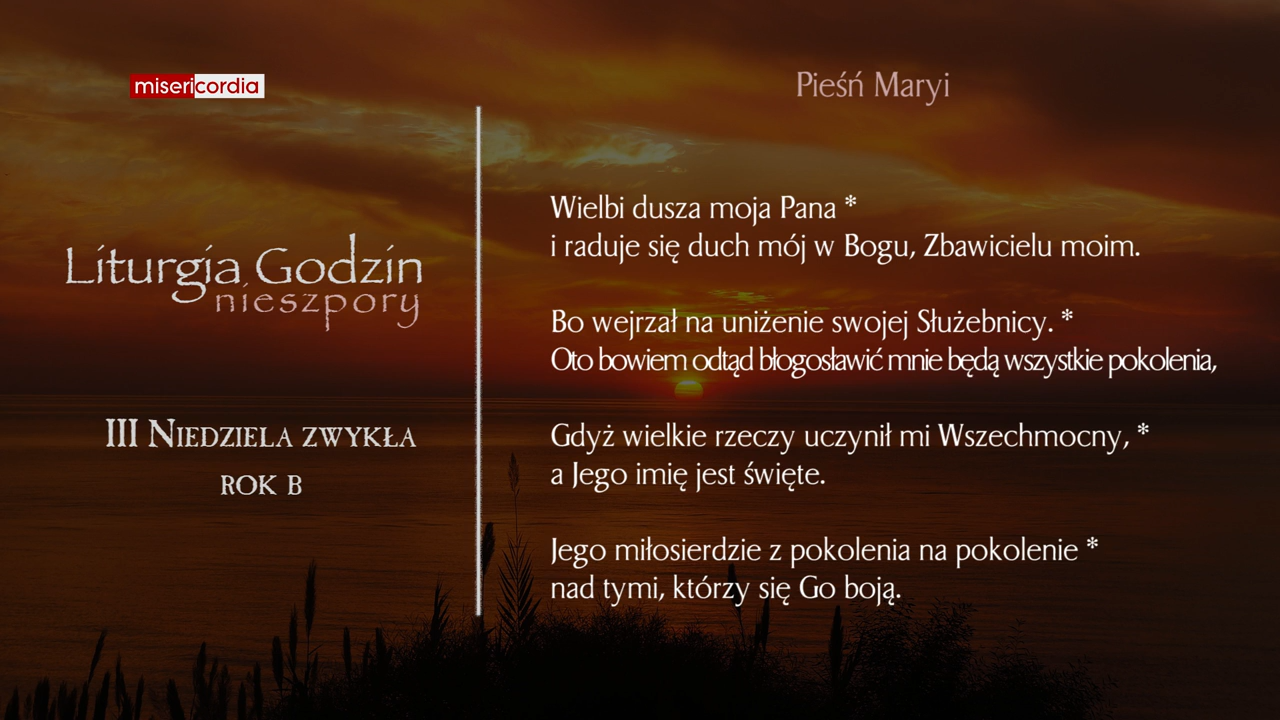 misericordia
Liturgia Godzin
nieszpory
III Niedziela zwykła
rok B
Pieśń Maryi
Wielbi dusza moja Pana *
i raduje się duch mój w Bogu, Zbawicielu moim.
Bo wejrzał na uniżenie swojej Służebnicy. *
Oto bowiem odtąd błogosławić mnie będą wszystkie pokolenia,
Gdyż wielkie rzeczy uczynił mi Wszechmocny, *
a Jego imię jest święte.
Jego miłosierdzie z pokolenia na pokolenie *
nad tymi, którzy się Go boją.